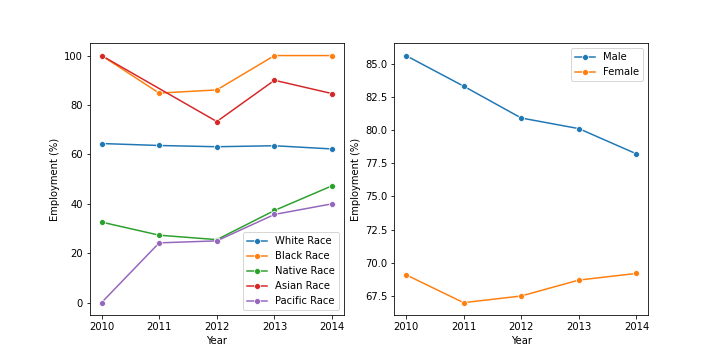 100
80
60
40
20
0
Employment (%)
2010 2011 2012 2013 2014
Year
White Race
Black Race
Native Race
Asian Race
Pacific Race
85.0
82.5
80.0
77.5
75.0
72.5
70.0
67.5
Employment (%)
2010 2011 2012 2013 2014
Year
Male
Female